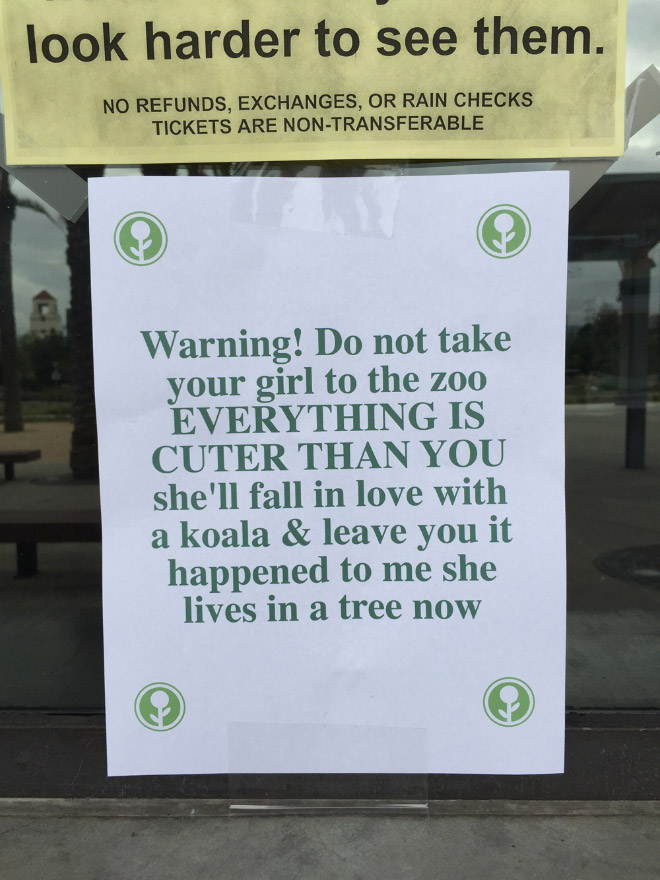 look harder to see them.
NO REFUNDS, EXCHANGES, OR RAIN CHECKS
TICKETS ARE NON-TRANSFERABLE
Warning! Do not take
your girl to the zoo
EVERYTHING IS
CUTER THAN YOU
she'll fall in love with
a koala & leave you it
happened to me she
lives in a tree now